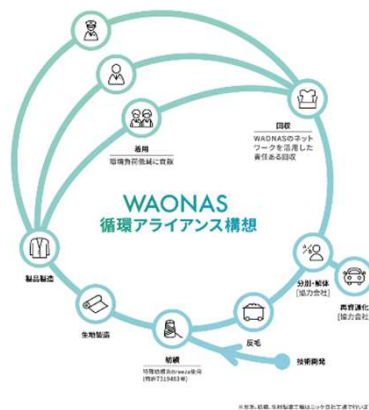 回収
WAONASのネット
ワークを活用した
責任ある回収
着用
環境負荷低減に貢献
WAONAS
循環アライアンス構想
製品製造
分別・解体
[協力会社]
再資源化
[協力会社]
生地製造
反毛
紡績
技術開発